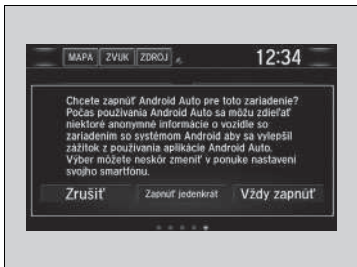 MAPA ZVUK ZDROJ 12:34
Chcete zapnúť Android Auto pre toto zariadenie?
Počas používania Android Auto sa môžu zdieľať
niektoré anonymné informácie o vozidle so
zariadením so systémom Android aby sa vylepšil
zážitok z používania aplikácie Android Auto.
Výber môžete neskôr zmeniť v ponuke nastavení
svojho smartfónu.
Zrušiť Zapnúť jedenkrát Vždy zapnúť